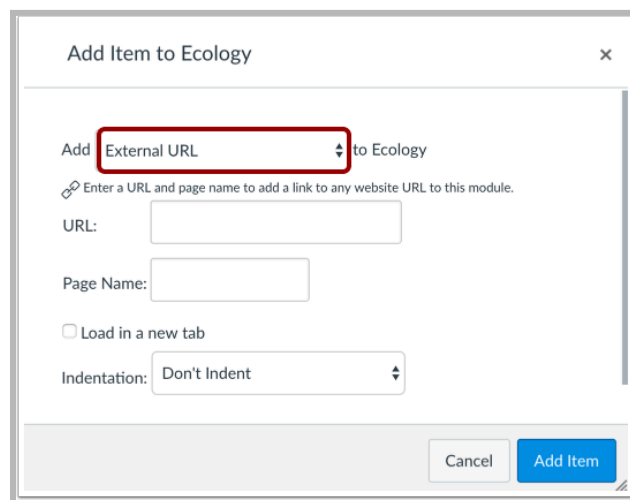 Add Item to Ecology
Add External URL to Ecology
Enter a URL and page name to add a link to any website URL to this module.
URL:
Page Name:
Load in a new tab
Indentation: Don't Indent
Cancel Add Item